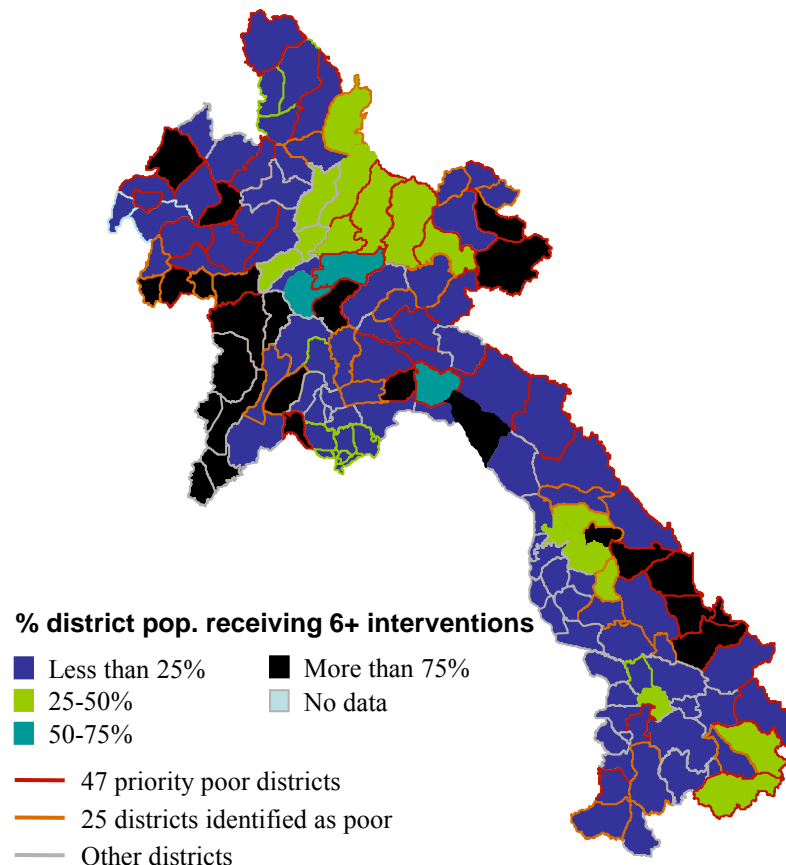 % district pop. receiving 6+ interventions
Less than 25%
25-50%
50-75%
More than 75%
No data
47 priority poor districts
25 districts identified as poor
Other districts